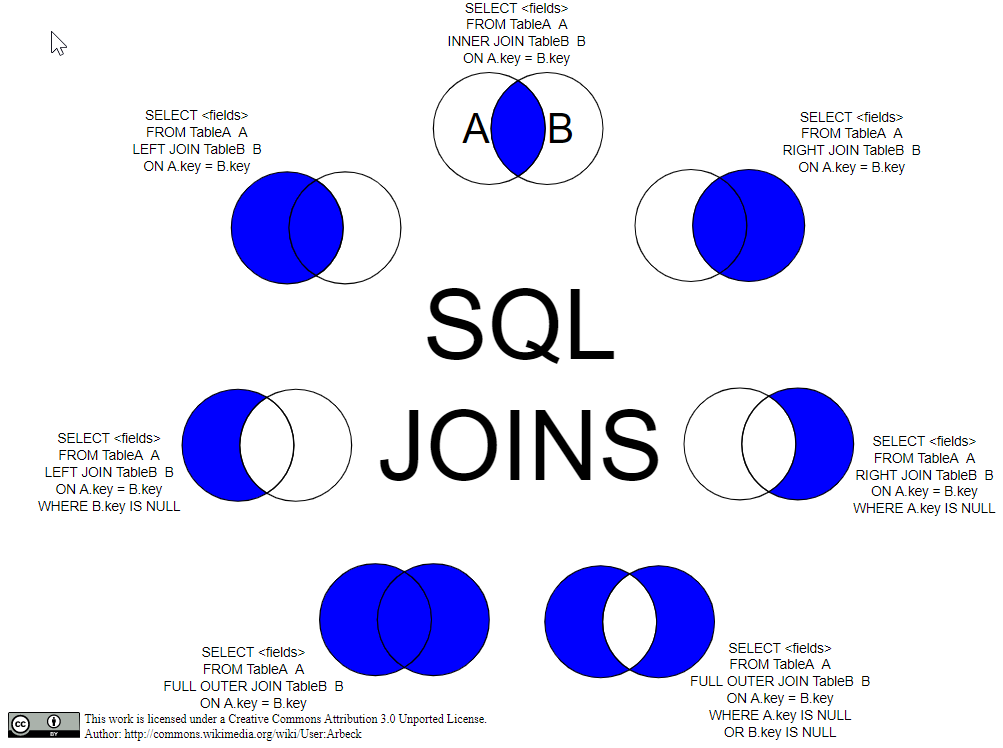 SELECT <fields>
FROM TableA A
INNER JOIN TableB B
ON A.key = B.key
A B
SELECT <fields>
FROM TableA A
LEFT JOIN TableB B
ON A.key = B.key
SELECT <fields>
FROM TableA A
RIGHT JOIN TableB B
ON A.key = B.key
SQL
JOINS
SELECT <fields>
FROM TableA A
LEFT JOIN TableB B
ON A.key = B.key
WHERE B.key IS NULL
SELECT <fields>
FROM TableA A
RIGHT JOIN TableB B
ON A.key = B.key
WHERE A.key IS NULL
SELECT <fields>
FROM TableA A
FULL OUTER JOIN TableB B
ON A.key = B.key
SELECT <fields>
FROM TableA A
FULL OUTER JOIN TableB B
ON A.key = B.key
WHERE A.key IS NULL
OR B.key IS NULL
cc BY
This work is licensed under a Creative Commons Attribution 3.0 Unported License.
Author: http://commons.wikimedia.org/wiki/User:Arbeck